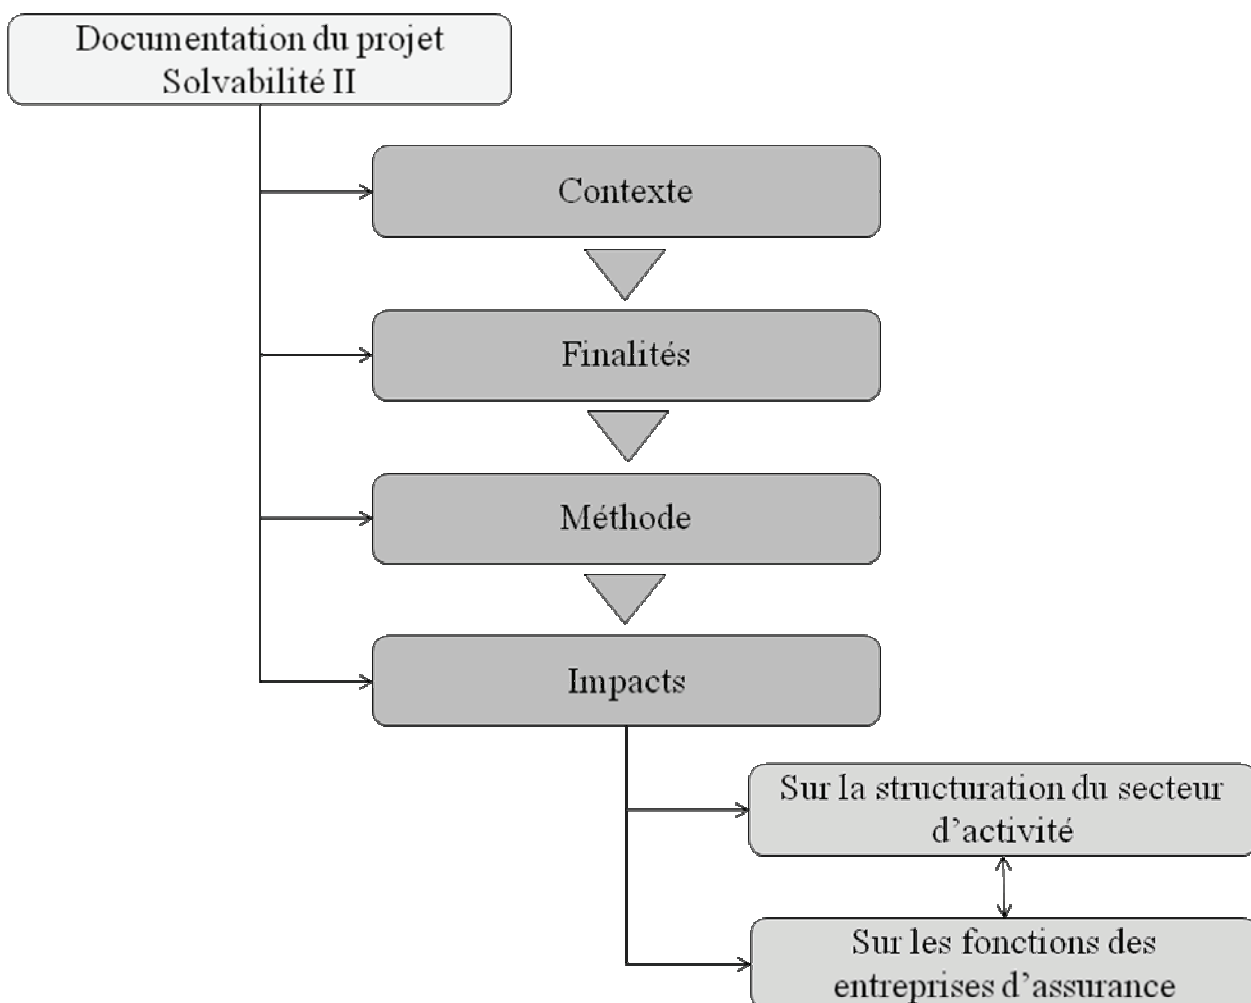 Documentation du projet
Solvabilité II
Contexte
Finalités
Méthode
Impacts
Sur la structuration du secteur
d’activité
Sur les fonctions des
entreprises d’assurance